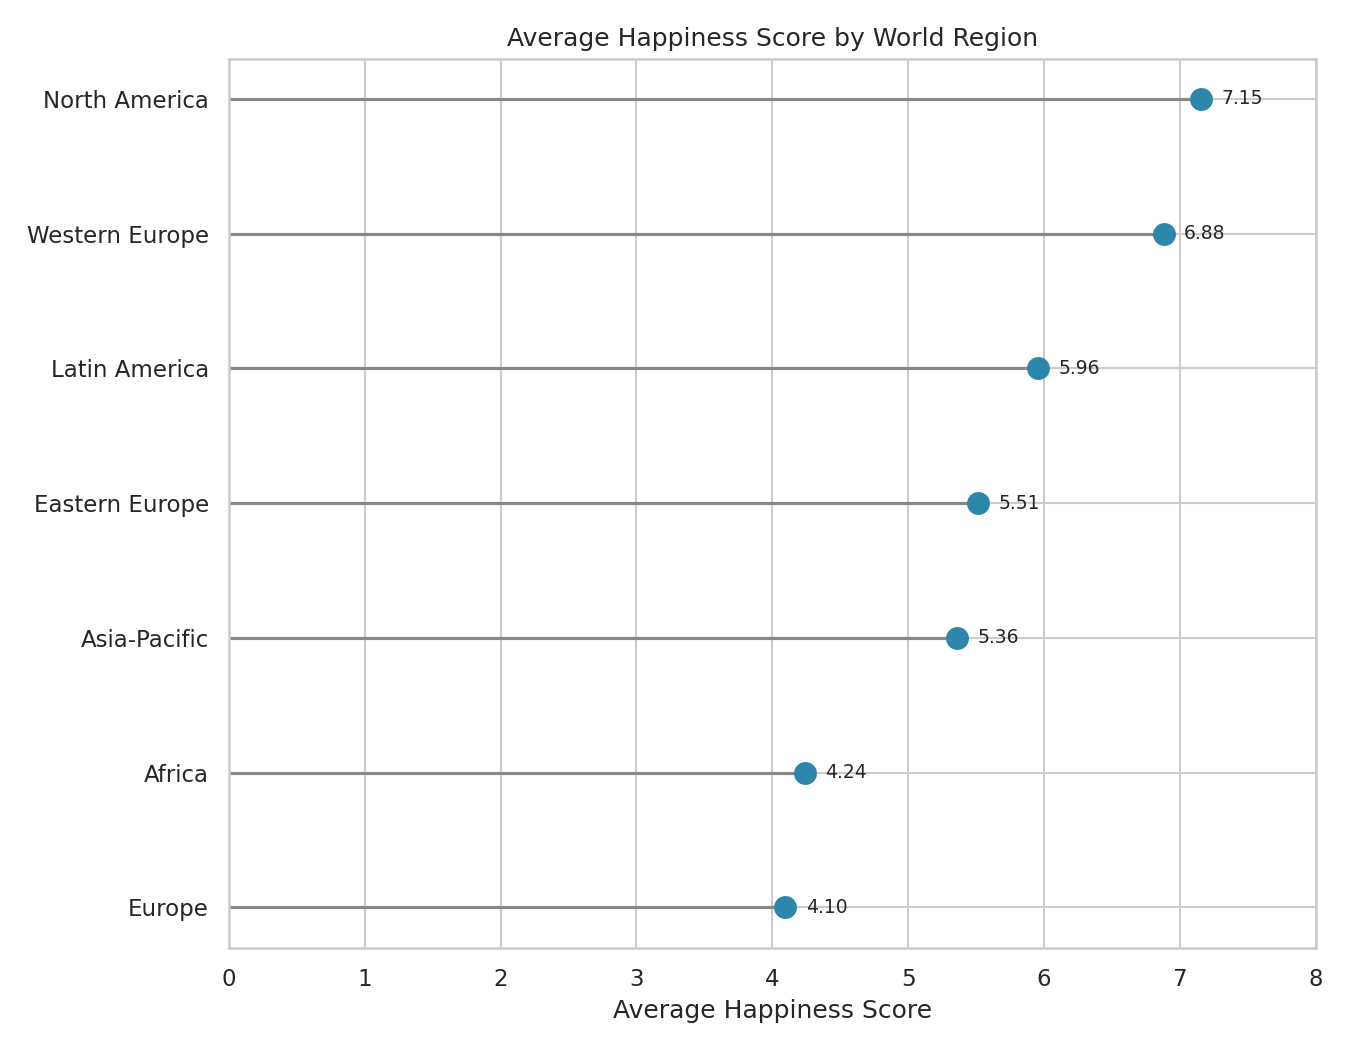 Average Happiness Score by World Region
North America
7.15
Western Europe
6.88
Latin America
5.96
Eastern Europe
5.51
Asia-Pacific
5.36
Africa
4.24
Europe
4.10
0 1 2 3 4 5 6 7 8
Average Happiness Score